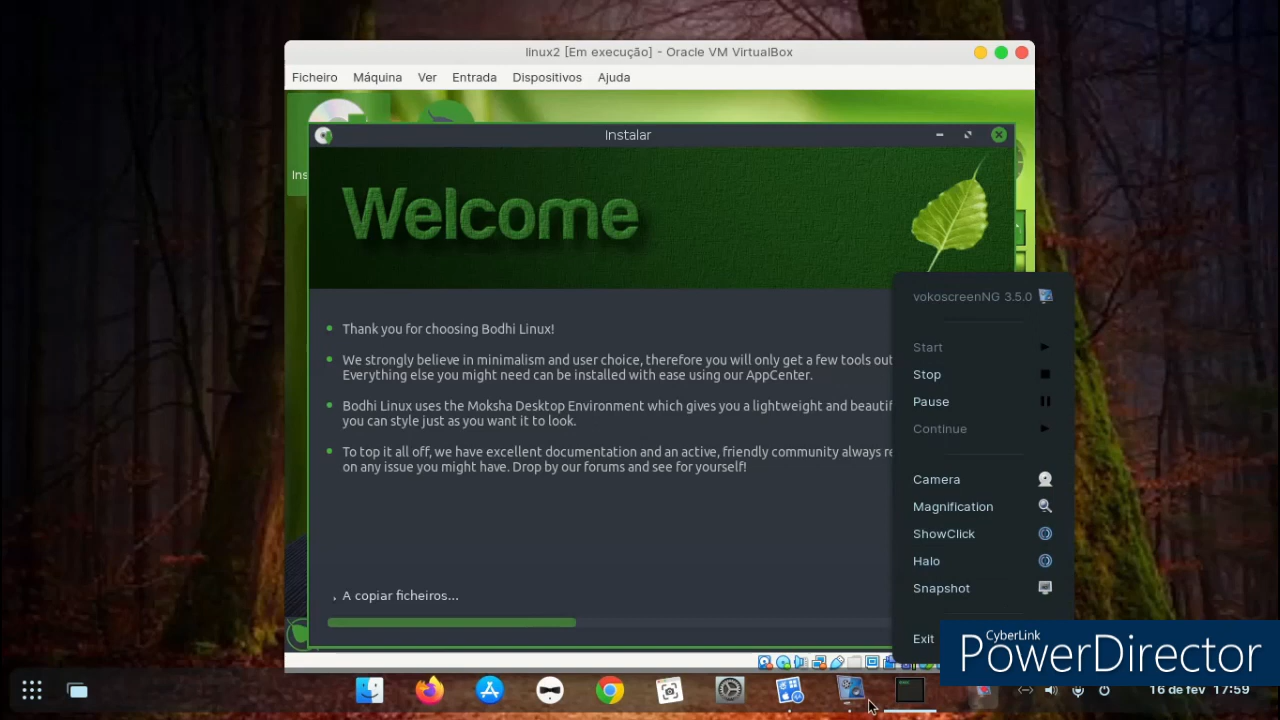 linux2 [Em execução] - Oracle VM VirtualBox
Ficheiro Máquina Ver Entrada Dispositivos Ajuda
Ins
Instalar
Welcome
Thank you for choosing Bodhi Linux!
We strongly believe in minimalism and user choice, therefore you will only get a few tools out
Everything else you might need can be installed with ease using our AppCenter.
Bodhi Linux uses the Moksha Desktop Environment which gives you a lightweight and beautif
you can style just as you want it to look.
To top it all off, we have excellent documentation and an active, friendly community always re
on any issue you might have. Drop by our forums and see for yourself!
A copiar ficheiros...
vokoscreenNG 3.5.0
Start
Stop
Pause
Continue
Camera
Magnification
ShowClick
Halo
Snapshot
Exit
CyberLink
PowerDirector
16 de fev 17:59